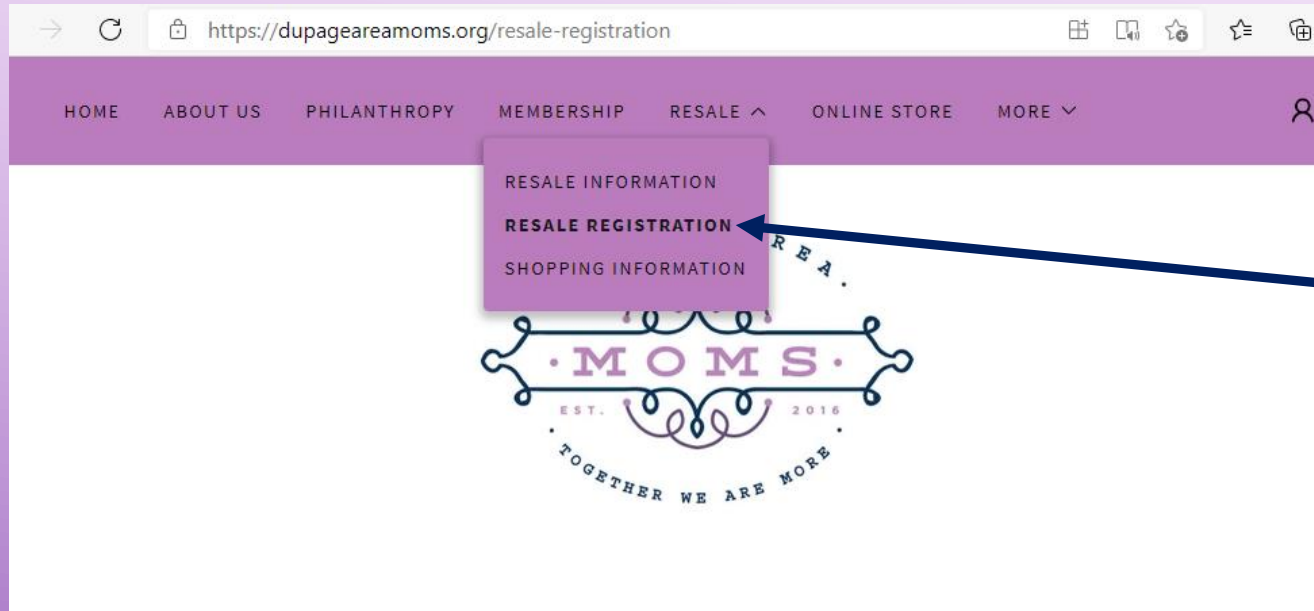 https://dupageareamoms.org/resale-registration
HOME ABOUT US PHILANTHROPY MEMBERSHIP RESALE ONLINE STORE MORE
RESALE INFORMATION
RESALE REGISTRATION
SHOPPING INFORMATION
REA.
· MOMS ·
EST. 2016
· TOGETHER WE ARE MORE ·